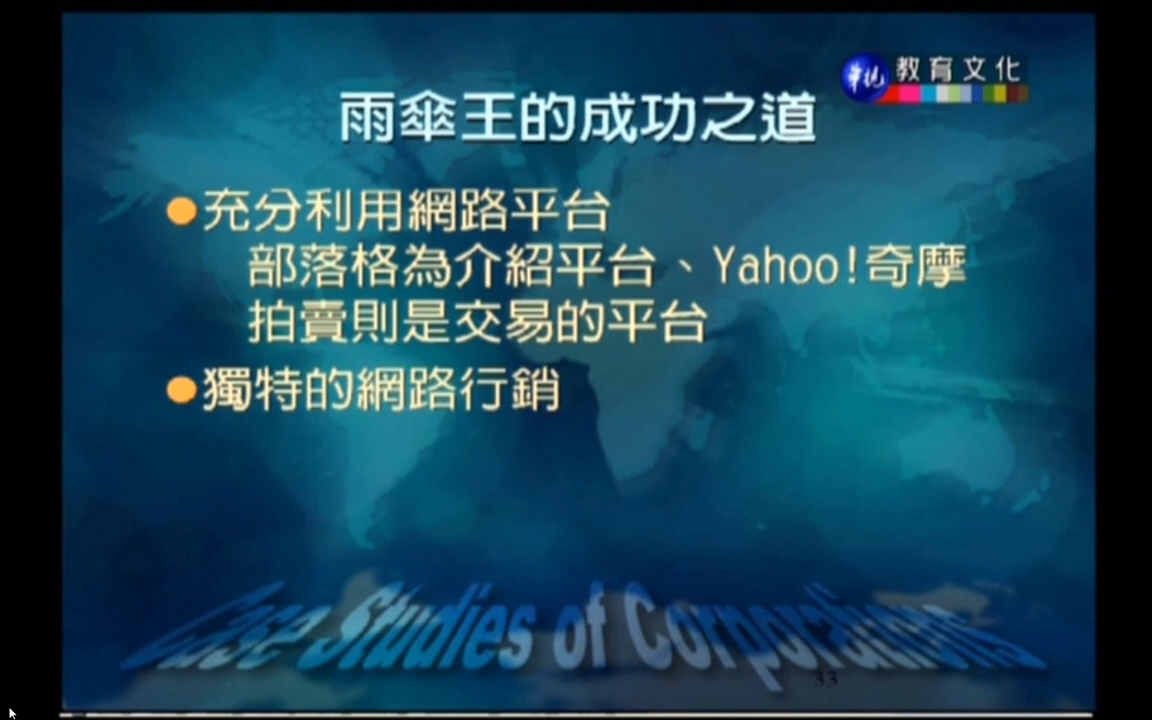 華視 教育文化
雨傘王的成功之道
●充分利用網路平台
部落格為介紹平台、Yahoo!奇摩
拍賣則是交易的平台
●獨特的網路行銷
Case Studies of Corporations
33